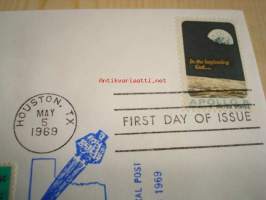 HOUSTON, TX
MAY
5
1969
In the beginning
God...
APOLLO 8
FIRST DAY OF ISSUE
AL POST
1969
Antikvariaatti.net